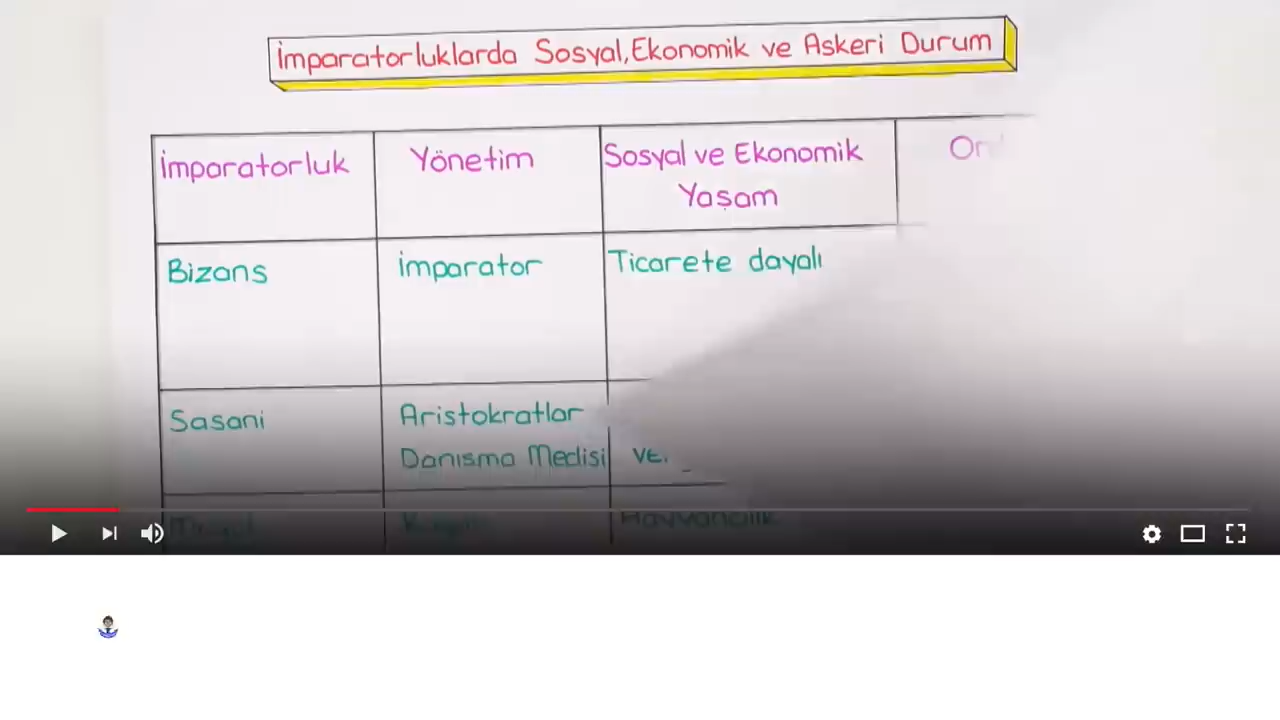 İmparatorluklarda Sosyal, Ekonomik ve Askeri Durum
İmparatorluk Yönetim Sosyal ve Ekonomik
Yaşam
Bizans İmparator Ticarete dayalı
Sasani Aristokratlar
Danışma Meclisi
Hayvancılık